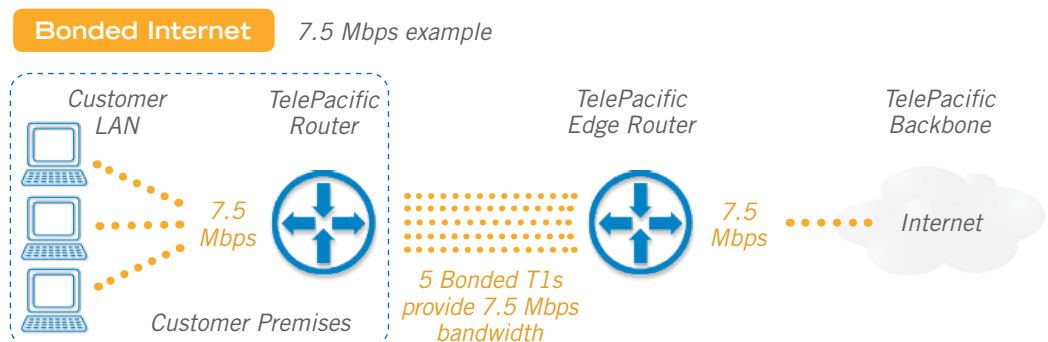 Bonded Internet
7.5 Mbps example
Customer
LAN
TelePacific
Router
TelePacific
Edge Router
TelePacific
Backbone
7.5
Mbps
7.5
Mbps
Internet
5 Bonded T1s
provide 7.5 Mbps
bandwidth
Customer Premises